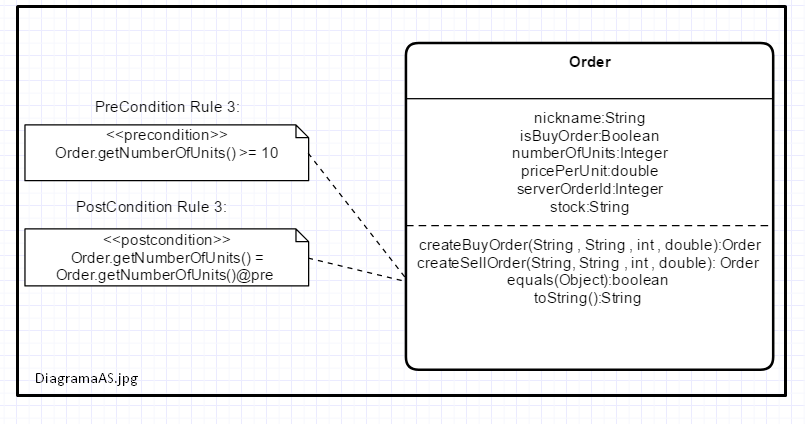 PreCondition Rule 3:
<<precondition>>
Order.getNumberOfUnits() >= 10
PostCondition Rule 3:
<<postcondition>>
Order.getNumberOfUnits() =
Order.getNumberOfUnits()@pre
Order
nickname:String
isBuyOrder:Boolean
numberOfUnits:Integer
pricePerUnit:double
serverOrderId:Integer
stock:String
createBuyOrder(String , String , int , double):Order
createSellOrder(String, String , int , double): Order
equals(Object):boolean
toString():String
DiagramaAS.jpg